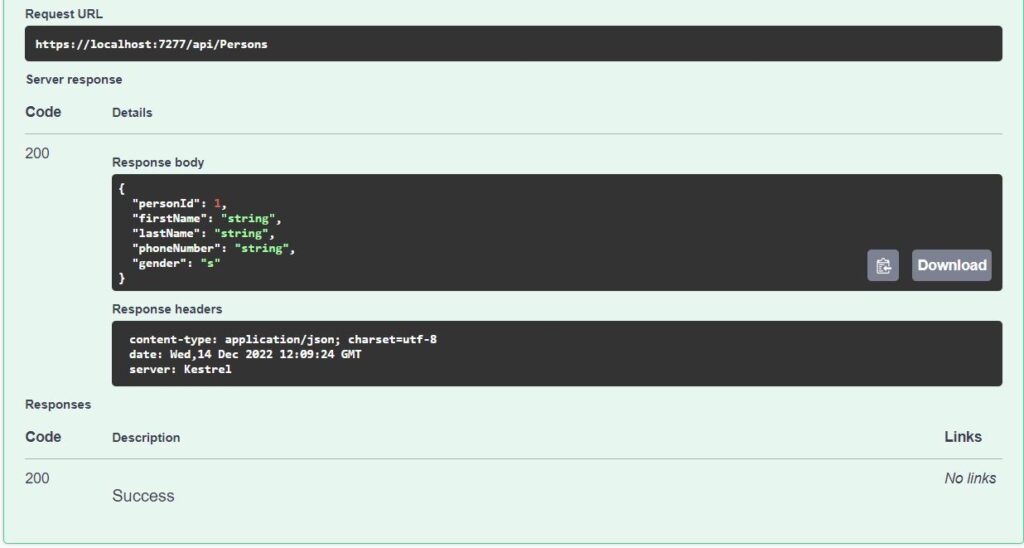 Request URL
https://localhost:7277/api/Persons
Server response
Code Details
200
Response body
{
"personId": 1,
"firstName": "string",
"lastName": "string",
"phoneNumber": "string",
"gender": "s"
}
Download
Response headers
content-type: application/json; charset=utf-8
date: Wed,14 Dec 2022 12:09:24 GMT
server: Kestrel
Responses
Code Description Links
200 No links
Success